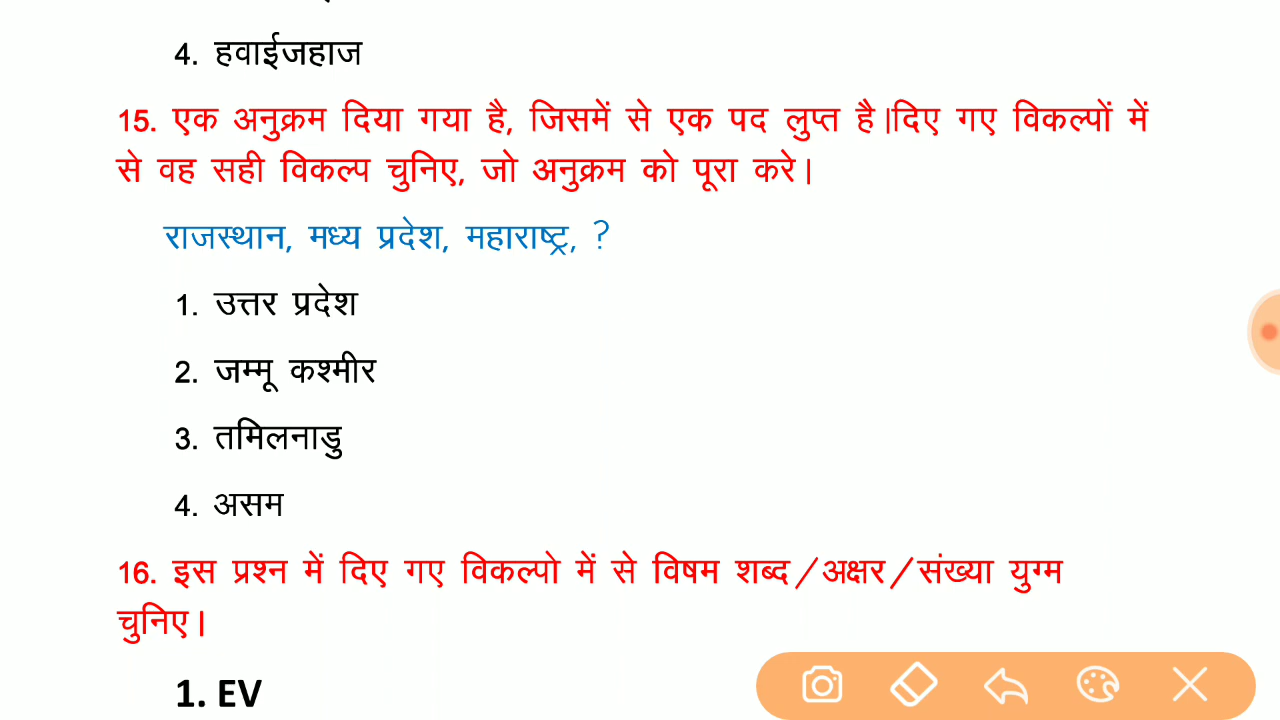 4. हवाईजहाज
15. एक अनुक्रम दिया गया है, जिसमें से एक पद लुप्त है।दिए गए विकल्पों में
से वह सही विकल्प चुनिए, जो अनुक्रम को पूरा करे।
राजस्थान, मध्य प्रदेश, महाराष्ट्र, ?
1. उत्तर प्रदेश
2. जम्मू कश्मीर
3. तमिलनाडु
4. असम
16. इस प्रश्न में दिए गए विकल्पो में से विषम शब्द/अक्षर/संख्या युग्म
चुनिए।
1. EV